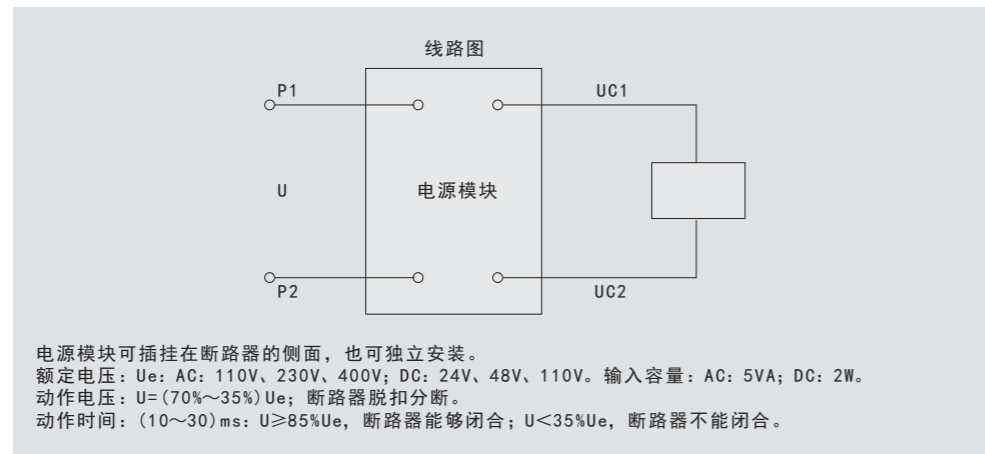 线路图
P1
UC1
U
电源模块
P2
UC2
电源模块可插挂在断路器的侧面，也可独立安装。
额定电压：Ue：AC：110V、230V、400V；DC：24V、48V、110V。输入容量：AC：5VA；DC：2W。
动作电压：U=(70%～35%)Ue；断路器脱扣分断。
动作时间：(10～30)ms：U≥85%Ue，断路器能够闭合；U＜35%Ue，断路器不能闭合。